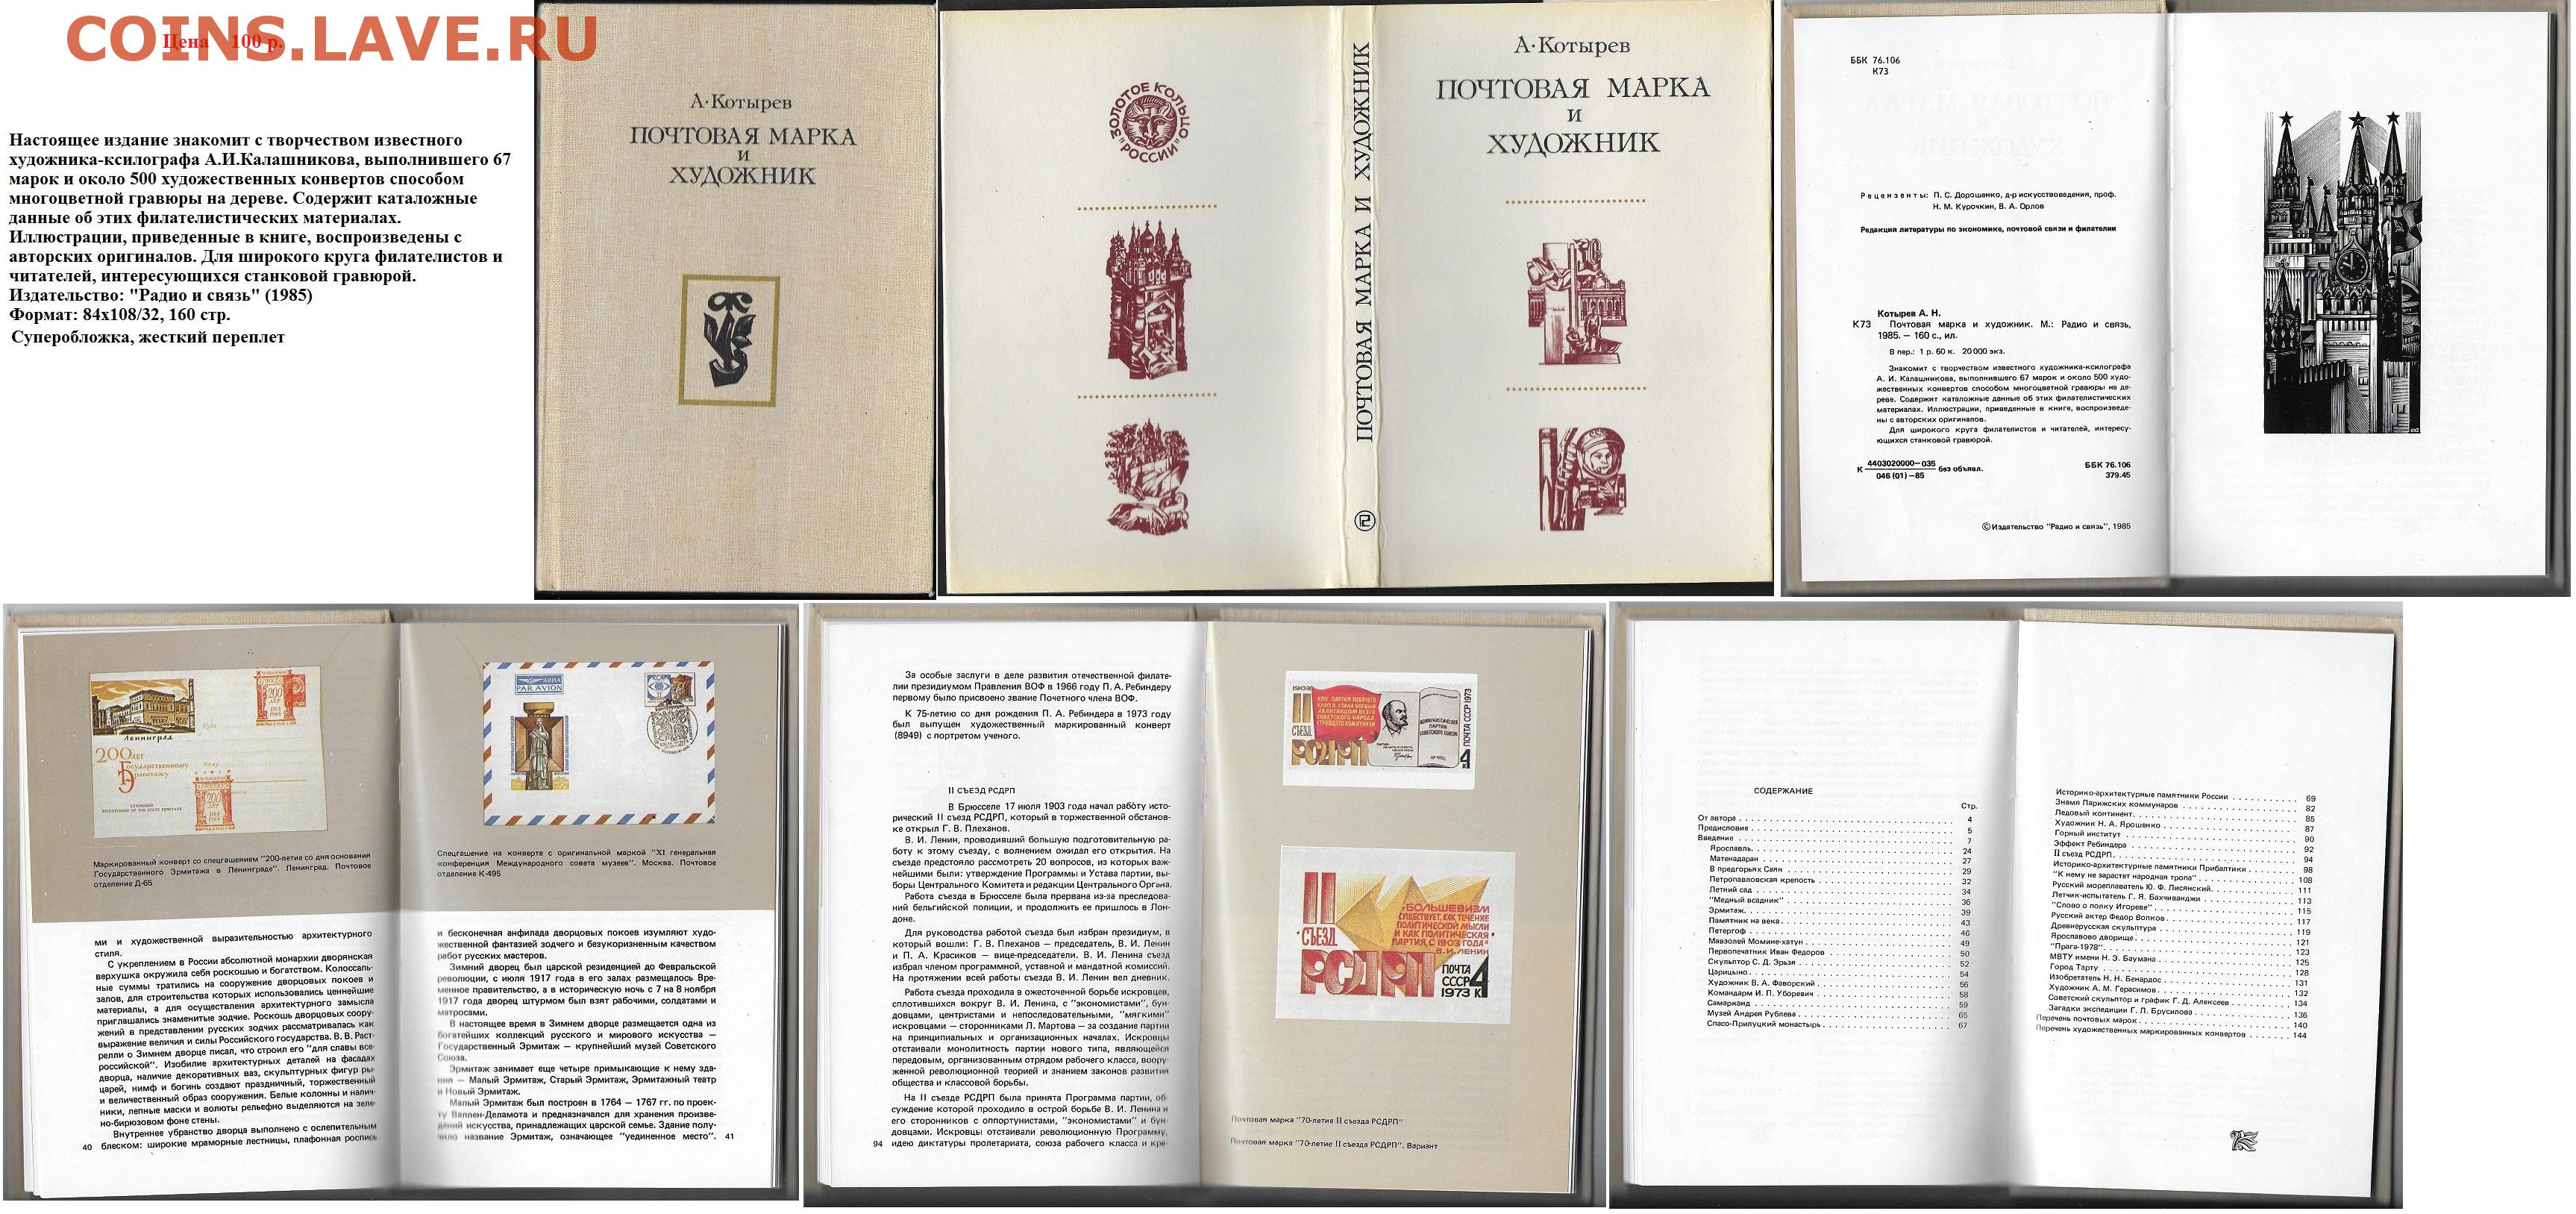 COINS.LAVE.RU
Цена 100 р.
Настоящее издание знакомит с творчеством известного
художника-ксилографа А.И.Калашникова, выполнившего 67
марок и около 500 художественных конвертов способом
многоцветной гравюры на дереве. Содержит каталожные
данные об этих филателистических материалах.
Иллюстрации, приведенные в книге, воспроизведены с
авторских оригиналов. Для широкого круга филателистов и
читателей, интересующихся станковой гравюрой.
Издательство: "Радио и связь" (1985)
Формат: 84x108/32, 160 стр.
Суперобложка, жесткий переплет
А·Котырев
ПОЧТОВАЯ МАРКА
и
ХУДОЖНИК
ЗОЛОТОЕ КОЛЬЦО
РОССИИ
ПОЧТОВАЯ МАРКА И ХУДОЖНИК
А·Котырев
ПОЧТОВАЯ МАРКА
и
ХУДОЖНИК
ББК 76.106
К73
Рецензенты: П. С. Дорошенко, д-р искусствоведения, проф.
Н. М. Курочкин, В. А. Орлов
Редакция литературы по экономике, почтовой связи и филателии
Котырев А. Н.
К73 Почтовая марка и художник. М.: Радио и связь,
1985. — 160 с., ил.
В пер.: 1 р. 60 к. 20 000 экз.
Знакомит с творчеством известного художника-ксилографа
А. И. Калашникова, выполнившего 67 марок и около 500 худо-
жественных конвертов способом многоцветной гравюры на де-
реве. Содержит каталожные данные об этих филателистических
материалах. Иллюстрации, приведенные в книге, воспроизведе-
ны с авторских оригиналов.
Для широкого круга филателистов и читателей, интересу-
ющихся станковой гравюрой.
К 4403020000—035 без объявл.
046 (01)—85
ББК 76.106
379.45
© Издательство "Радио и связь", 1985
Ленинград
Куда
200 лет
Государственному
Эрмитажу
Кому
АВИА
PAR AVION
Маркированный конверт со спецгашением "200-летие со дня основания
Государственного Эрмитажа в Ленинграде". Ленинград. Почтовое
отделение Д-65
Спецгашение на конверте с оригинальной маркой "XI генеральная
конференция Международного совета музеев". Москва. Почтовое
отделение К-495
ми и художественной выразительностью архитектурного
стиля.
С укреплением в России абсолютной монархии дворянская
верхушка окружила себя роскошью и богатством. Колоссаль-
ные суммы тратились на сооружение дворцовых покоев и
залов, для строительства которых использовались ценнейшие
материалы, а для осуществления архитектурного замысла
приглашались знаменитые зодчие. Роскошь дворцовых соору-
жений в представлении русских зодчих рассматривалась как
выражение величия и силы Российского государства. В. В. Раст-
релли о Зимнем дворце писал, что строил его "для славы все-
российской". Изобилие архитектурных деталей на фасадах
дворца, наличие декоративных ваз, скульптурных фигур ры-
царей, нимф и богинь создают праздничный, торжественный
и величественный образ сооружения. Белые колонны и налич-
ники, лепные маски и волюты рельефно выделяются на зеле-
но-бирюзовом фоне стены.
Внутреннее убранство дворца выполнено с ослепительным
40 блеском: широкие мраморные лестницы, плафонная роспись
и бесконечная анфилада дворцовых покоев изумляют худо-
жественной фантазией зодчего и безукоризненным качеством
работ русских мастеров.
Зимний дворец был царской резиденцией до Февральской
революции, с июля 1917 года в его залах размещалось Вре-
менное правительство, а в историческую ночь с 7 на 8 ноября
1917 года дворец штурмом был взят рабочими, солдатами и
матросами.
В настоящее время в Зимнем дворце размещается одна из
богатейших коллекций русского и мирового искусства —
Государственный Эрмитаж — крупнейший музей Советского
Союза.
Эрмитаж занимает еще четыре примыкающие к нему зда-
ния — Малый Эрмитаж, Старый Эрмитаж, Эрмитажный театр
и Новый Эрмитаж.
Малый Эрмитаж был построен в 1764 — 1767 гг. по проек-
ту Валлен-Деламота и предназначался для хранения произве-
дений искусства, принадлежащих царской семье. Здание полу-
чило название Эрмитаж, означающее "уединенное место". 41
За особые заслуги в деле развития отечественной филате-
лии президиумом Правления ВОФ в 1966 году П. А. Ребиндеру
первому было присвоено звание Почетного члена ВОФ.
К 75-летию со дня рождения П. А. Ребиндера в 1973 году
был выпущен художественный маркированный конверт
(8949) с портретом ученого.
II СЪЕЗД РСДРП
В Брюсселе 17 июля 1903 года начал работу исто-
рический II съезд РСДРП, который в торжественной обстанов-
ке открыл Г. В. Плеханов.
В. И. Ленин, проводивший большую подготовительную ра-
боту к этому съезду, с волнением ожидал его открытия. На
съезде предстояло рассмотреть 20 вопросов, из которых важ-
нейшими были: утверждение Программы и Устава партии, вы-
боры Центрального Комитета и редакции Центрального Органа.
Работа съезда в Брюсселе была прервана из-за преследова-
ний бельгийской полиции, и продолжить ее пришлось в Лон-
доне.
Для руководства работой съезда был избран президиум, в
который вошли: Г. В. Плеханов — председатель, В. И. Ленин
и П. А. Красиков — вице-председатели. В. И. Ленина съезд
избрал членом программной, уставной и мандатной комиссий.
На протяжении всей работы съезда В. И. Ленин вел дневник.
Работа съезда проходила в ожесточенной борьбе искровцев,
сплотившихся вокруг В. И. Ленина, с "экономистами", бун-
довцами, центристами и непоследовательными, "мягкими"
искровцами — сторонниками Л. Мартова — за создание партии
на принципиальных и организационных началах. Искровцы
отстаивали монолитность партии нового типа, являющейся
передовым, организованным отрядом рабочего класса, воору-
женной революционной теорией и знанием законов развития
общества и классовой борьбы.
На II съезде РСДРП была принята Программа партии, об-
суждение которой проходило в острой борьбе В. И. Ленина и
его сторонников с оппортунистами, "экономистами" и бун-
довцами. Искровцы отстаивали революционную Программу,
94 идею диктатуры пролетариата, союза рабочего класса и кре-
1903
II
СЪЕЗД
РСДРП
ПОЧТА СССР 1973
4 к
II
СЪЕЗД
РСДРП
«БОЛЬШЕВИЗМ
СУЩЕСТВУЕТ, КАК ТЕЧЕНИЕ
ПОЛИТИЧЕСКОЙ МЫСЛИ
И КАК ПОЛИТИЧЕСКАЯ
ПАРТИЯ, С 1903 ГОДА»
В. И. ЛЕНИН
ПОЧТА
СССР 4
1973 К
Почтовая марка "70-летие II съезда РСДРП"
Почтовая марка "70-летие II съезда РСДРП". Вариант
СОДЕРЖАНИЕ
Стр.
От автора 4
Предисловие 5
Введение 7
Ярославль 24
Матенадаран 27
В предгорьях Саян 29
Петропавловская крепость 32
Летний сад 34
"Медный всадник" 36
Эрмитаж 39
Памятник на века 43
Петергоф 46
Мавзолей Момине-хатун 49
Первопечатник Иван Федоров 50
Скульптор С. Д. Эрьзя 52
Царицыно 54
Художник В. А. Фаворский 56
Командарм И. П. Уборевич 58
Самарканд 59
Музей Андрея Рублева 65
Спасо-Прилуцкий монастырь 67
Историко-архитектурные памятники России 69
Знамя Парижских коммунаров 82
Ледовый континент 85
Художник Н. А. Ярошенко 87
Горный институт 90
Эффект Ребиндера 92
II съезд РСДРП 94
Историко-архитектурные памятники Прибалтики 98
"К нему не зарастет народная тропа" 108
Русский мореплаватель Ю. Ф. Лисянский 111
Летчик-испытатель Г. Я. Бахчиванджи 113
"Слово о полку Игореве" 115
Русский актер Федор Волков 117
Древнерусская скульптура 119
Ярославово дворище 121
"Прага-1978" 123
МВТУ имени Н. Э. Баумана 125
Город Тарту 128
Изобретатель Н. Н. Бенардос 131
Художник А. М. Герасимов 132
Советский скульптор и график Г. Д. Алексеев 134
Загадки экспедиции Г. Л. Брусилова 136
Перечень почтовых марок 140
Перечень художественных маркированных конвертов 144